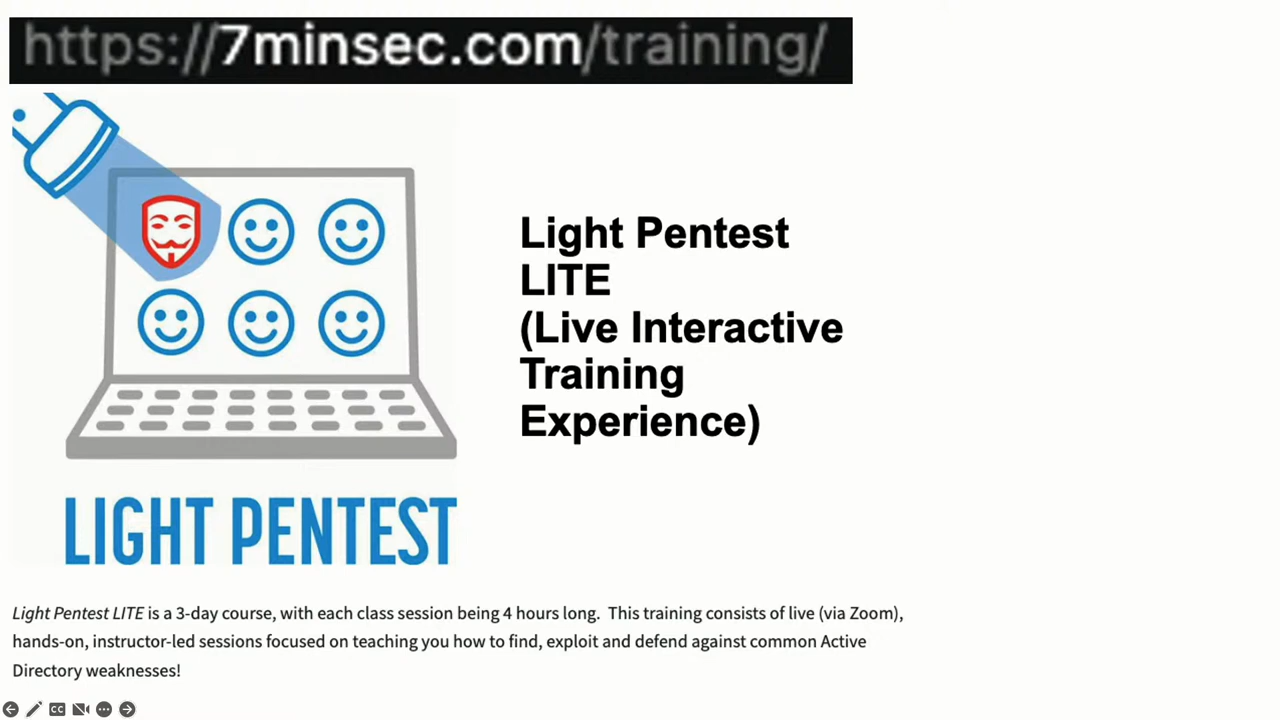 https://7minsec.com/training/
Light Pentest
LITE
(Live Interactive
Training
Experience)
LIGHT PENTEST
Light Pentest LITE is a 3-day course, with each class session being 4 hours long.  This training consists of live (via Zoom),
hands-on, instructor-led sessions focused on teaching you how to find, exploit and defend against common Active
Directory weaknesses!
CC